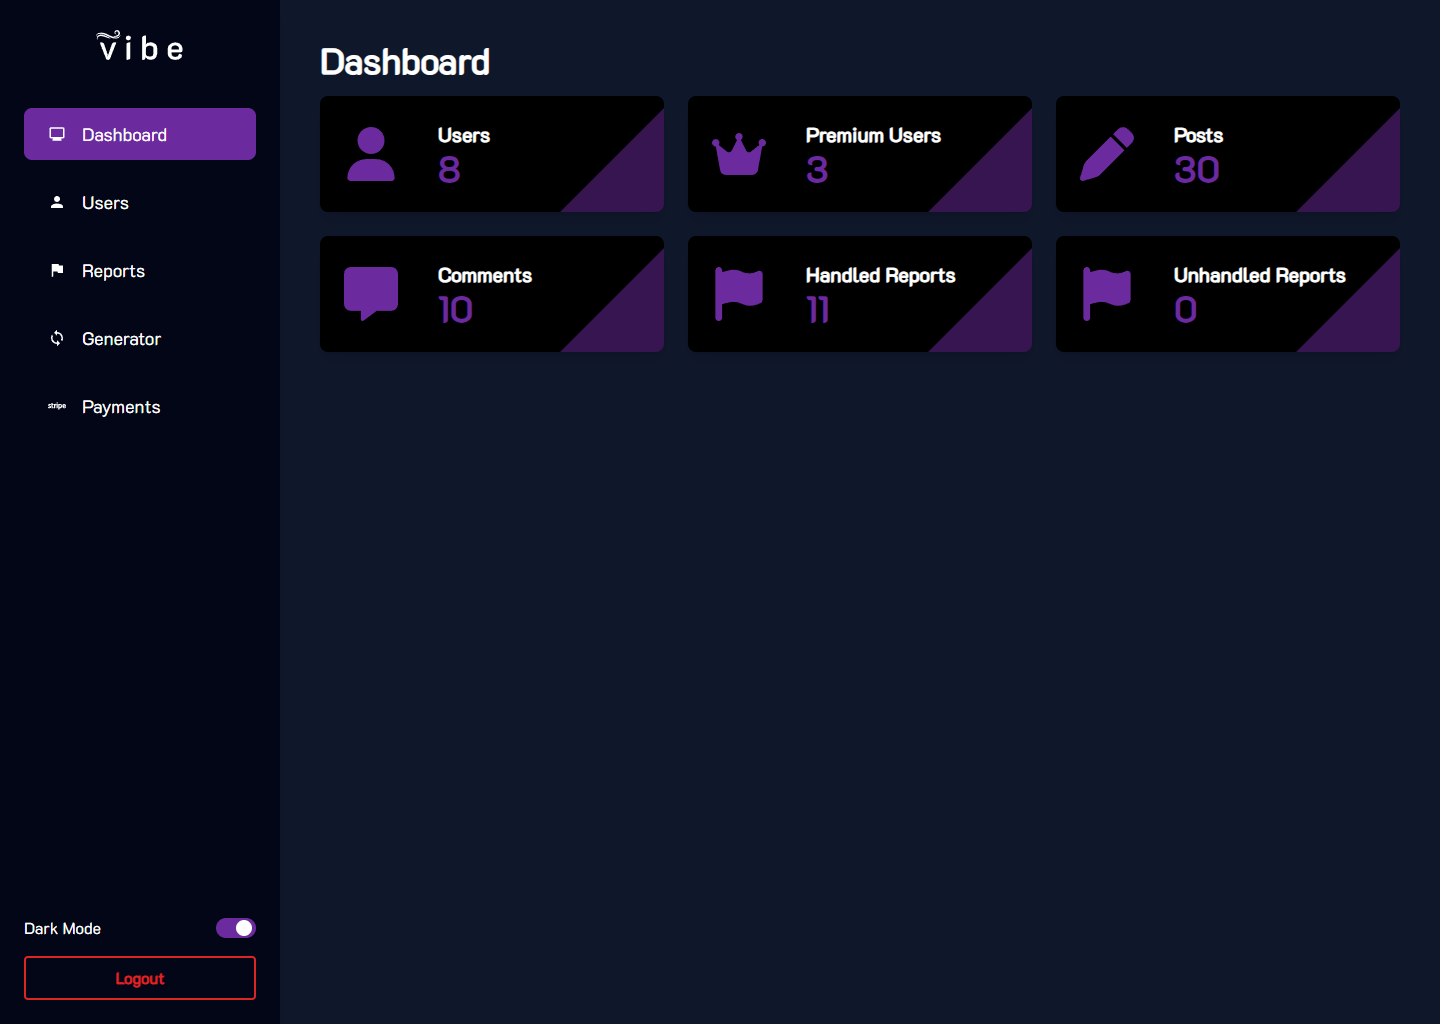 vibe
Dashboard
Users
Reports
Generator
stripe
Payments
Dark Mode
Logout
Dashboard
Users
8
Premium Users
3
Posts
30
Comments
10
Handled Reports
11
Unhandled Reports
0